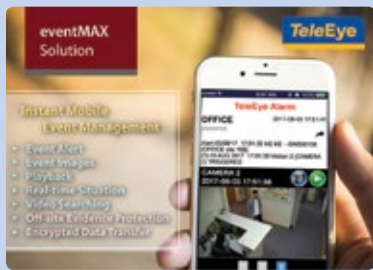 eventMAX
Solution
TeleEye
Instant Mobile
Event Management
Event Alert
Event Images
Playback
Real-time Situation
Video Searching
Off-site Evidence Protection
Encrypted Data Transfer
TeleEye Alarm
OFFICE
CAMERA 2